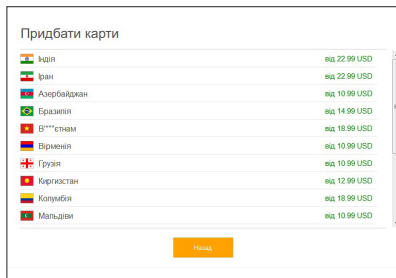 Придбати карти
Індія від 22.99 USD
Іран від 22.99 USD
Азербайджан від 10.99 USD
Бразилія від 14.99 USD
В****єтнам від 18.99 USD
Вірменія від 10.99 USD
Грузія від 10.99 USD
Киргизстан від 12.99 USD
Колумбія від 18.99 USD
Мальдіви від 10.99 USD
Назад